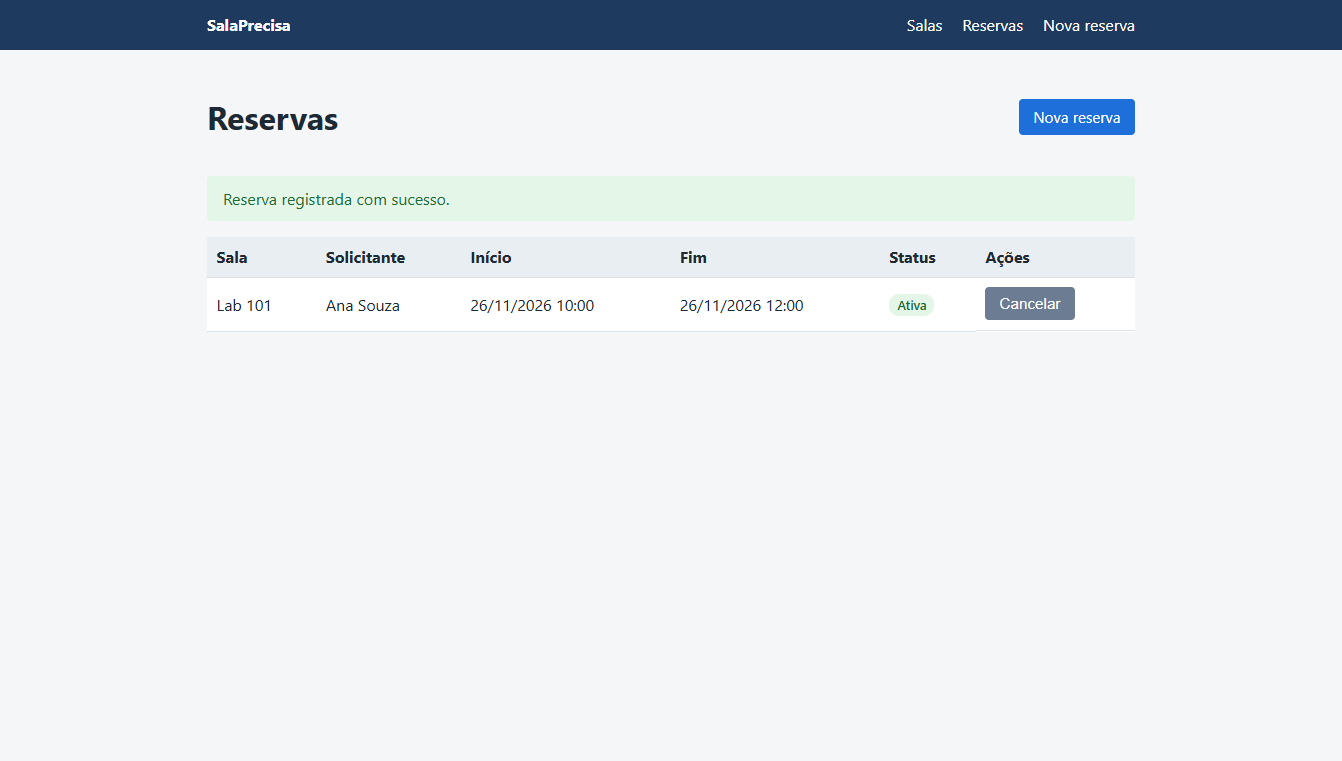 SalaPrecisa Salas Reservas Nova reserva
Reservas Nova reserva
Reserva registrada com sucesso.
Sala Solicitante Início Fim Status Ações
Lab 101 Ana Souza 26/11/2026 10:00 26/11/2026 12:00 Ativa Cancelar